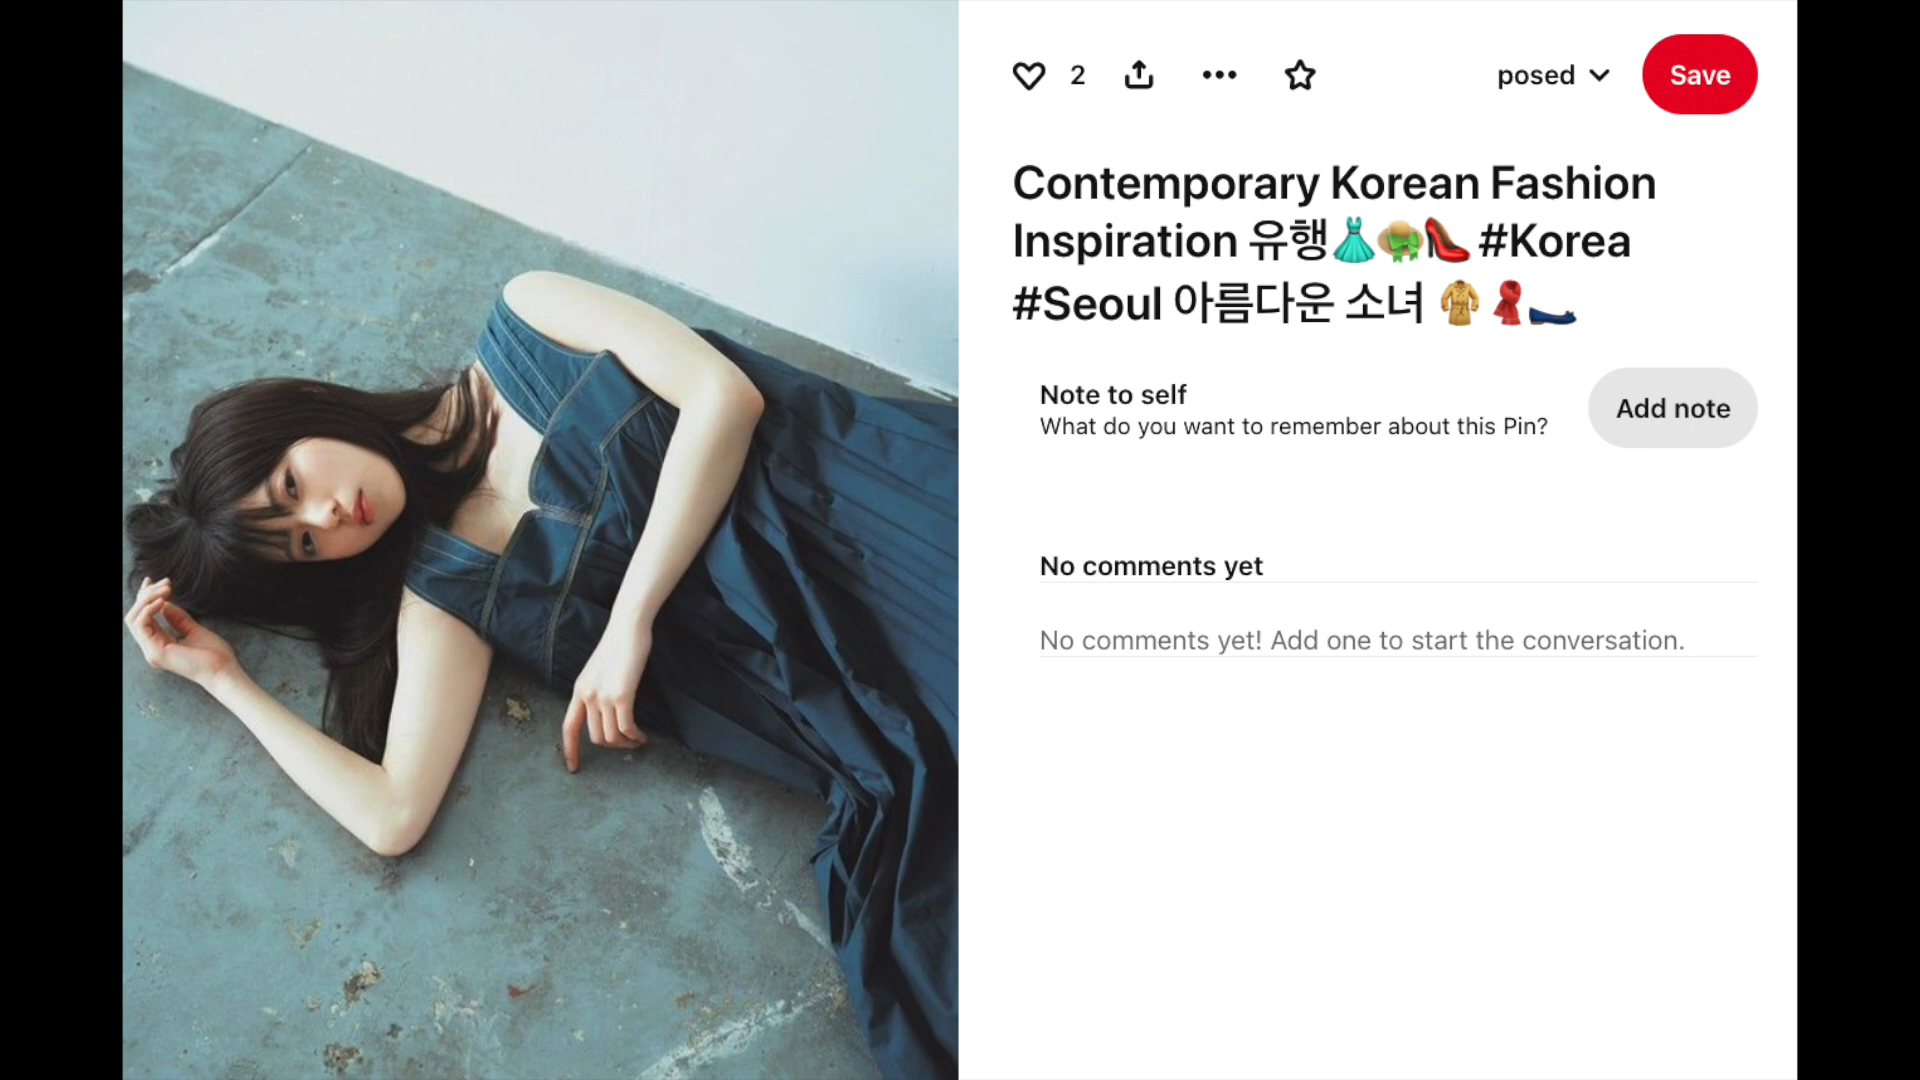 2
posed
Save
Contemporary Korean Fashion
Inspiration 유행👗👒👠 #Korea
#Seoul 아름다운 소녀 🧥🧣🥿
Note to self
What do you want to remember about this Pin?
Add note
No comments yet
No comments yet! Add one to start the conversation.